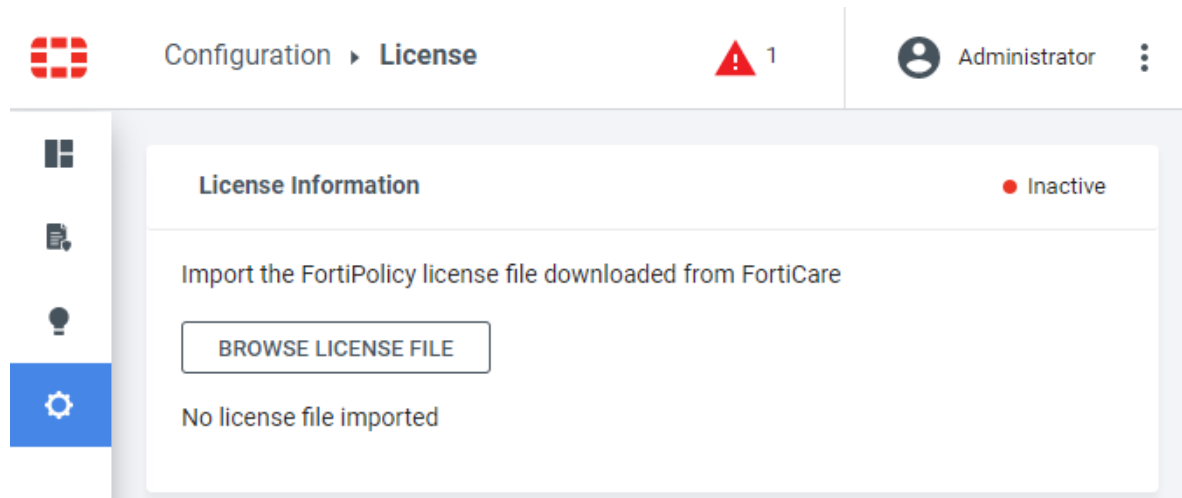 Configuration ▸ License
1
Administrator
License Information
Inactive
Import the FortiPolicy license file downloaded from FortiCare
BROWSE LICENSE FILE
No license file imported